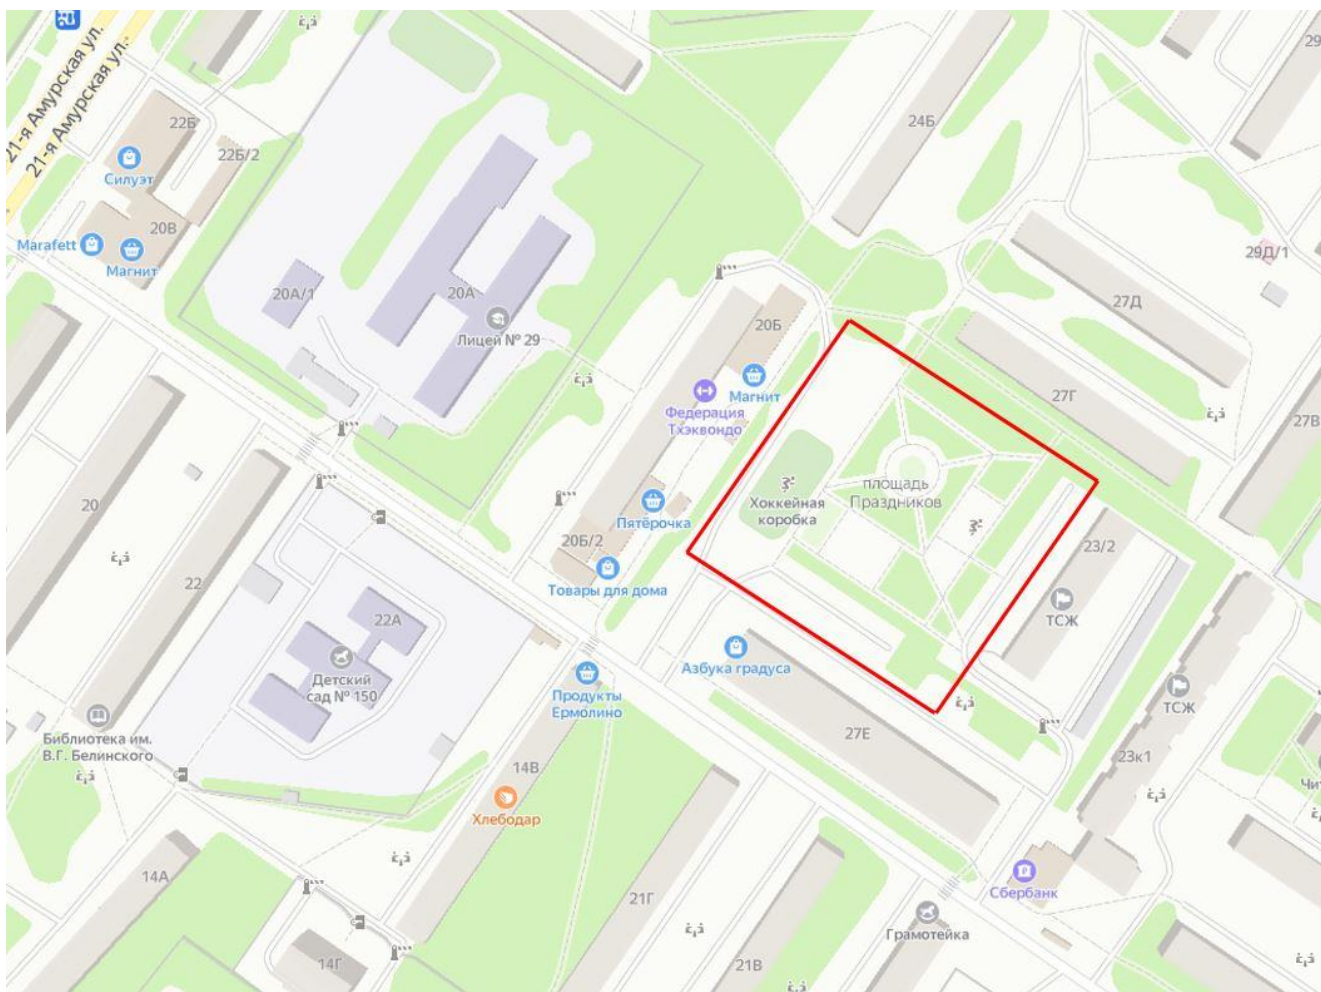 21-я Амурская ул.
21-я Амурская ул.
22Б
22Б/2
Силуэт
20В
Marafett
Магнит
20А/1
20А
Лицей № 29
24Б
29
29Д/1
27Д
20Б
27Г
27В
Магнит
Федерация
Тхэквондо
площадь
Праздников
Хоккейная
коробка
Пятёрочка
20
20Б/2
23/2
Товары для дома
22
ТСЖ
22А
Азбука градуса
Детский
сад № 150
Продукты
Ермолино
ТСЖ
Библиотека им.
В.Г. Белинского
27Е
23к1
14В
Чи
Хлебодар
14А
21Г
Сбербанк
Грамотейка
14Г
21В